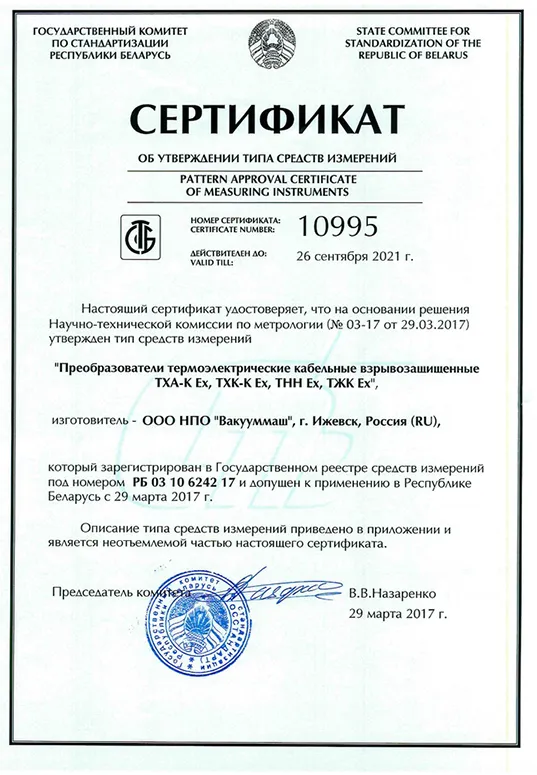 ГОСУДАРСТВЕННЫЙ КОМИТЕТ
ПО СТАНДАРТИЗАЦИИ
РЕСПУБЛИКИ БЕЛАРУСЬ
STATE COMMITTEE FOR
STANDARDIZATION OF THE
REPUBLIC OF BELARUS
СЕРТИФИКАТ
ОБ УТВЕРЖДЕНИИ ТИПА СРЕДСТВ ИЗМЕРЕНИЙ
PATTERN APPROVAL CERTIFICATE
OF MEASURING INSTRUMENTS
СТБ
НОМЕР СЕРТИФИКАТА:
CERTIFICATE NUMBER:
10995
ДЕЙСТВИТЕЛЕН ДО:
VALID TILL:
26 сентября 2021 г.
Настоящий сертификат удостоверяет, что на основании решения
Научно-технической комиссии по метрологии (№ 03-17 от 29.03.2017)
утвержден тип средств измерений
"Преобразователи термоэлектрические кабельные взрывозащишенные
ТХА-К Ех, ТХК-К Ех, ТНН Ех, ТЖК Ех",
изготовитель - ООО НПО "Вакууммаш", г. Ижевск, Россия (RU),
который зарегистрирован в Государственном реестре средств измерений
под номером РБ 03 10 6242 17 и допущен к применению в Республике
Беларусь с 29 марта 2017 г.
Описание типа средств измерений приведено в приложении и
является неотъемлемой частью настоящего сертификата.
Председатель комитета
В.В.Назаренко
29 марта 2017 г.